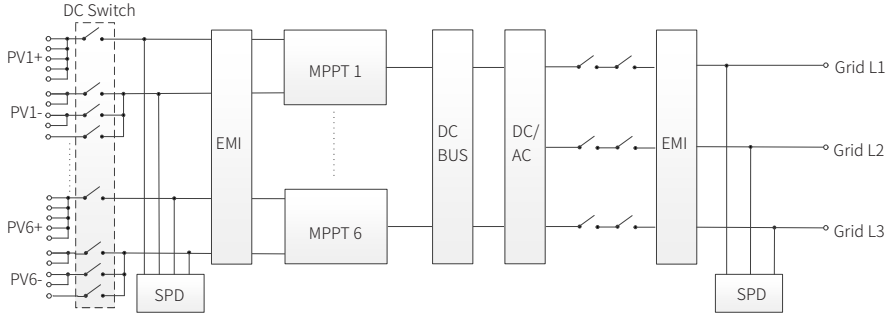 DC Switch
PV1+
PV1-
PV6+
PV6-
SPD
EMI
MPPT 1
MPPT 6
DC
BUS
DC/
AC
EMI
SPD
Grid L1
Grid L2
Grid L3